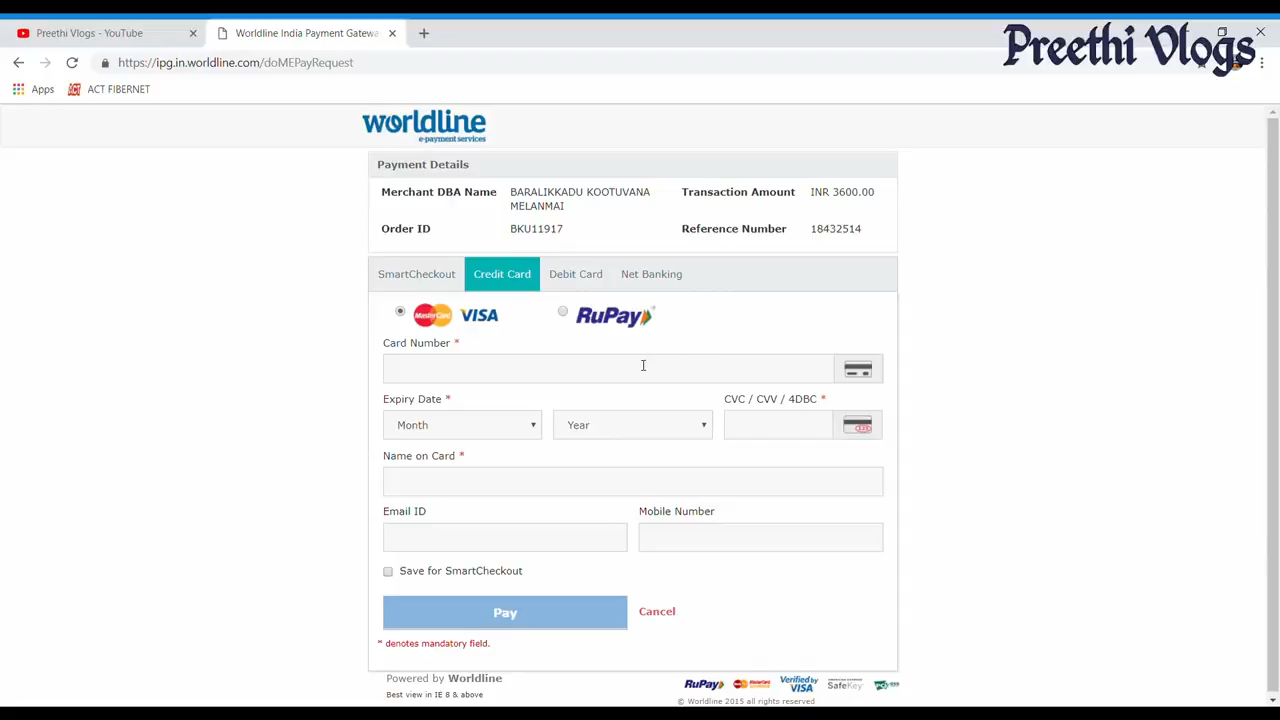 Preethi Vlogs - YouTube
Worldline India Payment Gatewa
Preethi Vlogs
https://ipg.in.worldline.com/doMEPayRequest
Apps ACT FIBERNET
worldline
e-payment services
Payment Details
Merchant DBA Name BARALIKKADU KOOTUVANA MELANMAI Transaction Amount INR 3600.00
Order ID BKU11917 Reference Number 18432514
SmartCheckout Credit Card Debit Card Net Banking
MasterCard VISA RuPay
Card Number *
Expiry Date * CVC / CVV / 4DBC *
Month Year
Name on Card *
Email ID Mobile Number
Save for SmartCheckout
Pay Cancel
* denotes mandatory field.
Powered by Worldline
Best view in IE 8 & above
RuPay Verified by VISA SafeKey
© Worldline 2015 all rights reserved